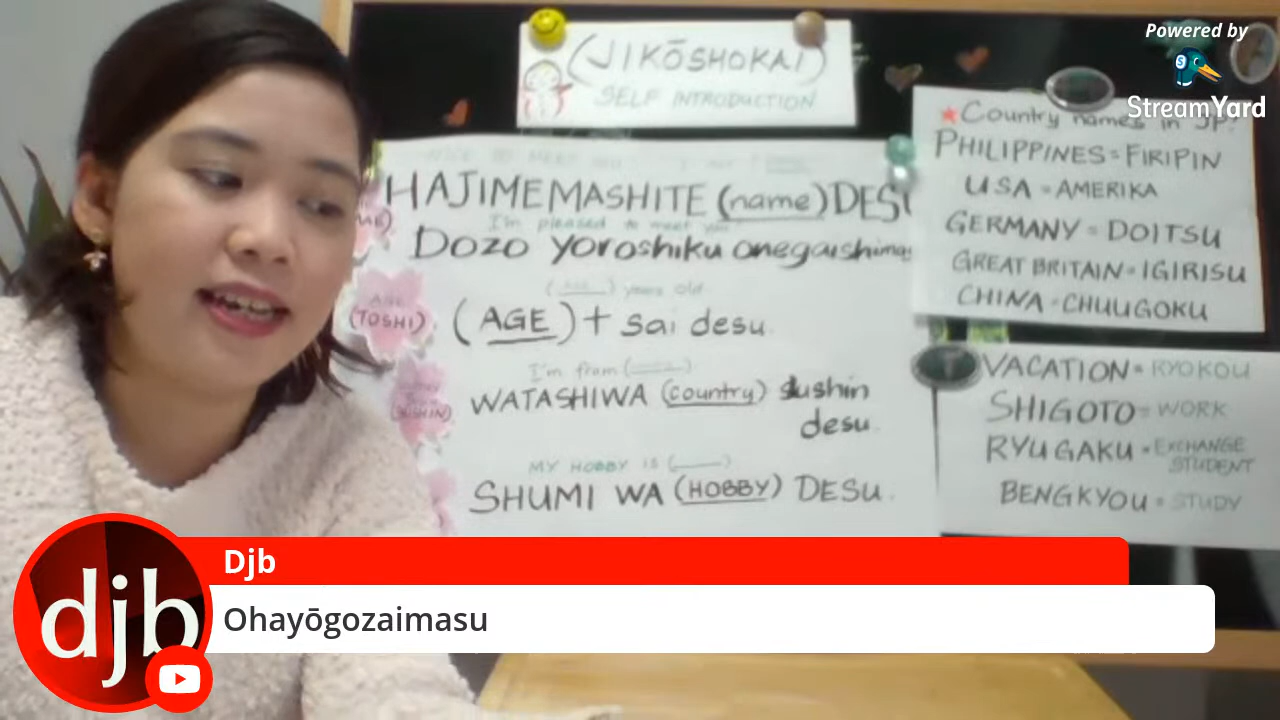 Powered by
StreamYard
(JIKŌSHOKAI)
SELF INTRODUCTION
HAJIMEMASHITE (name) DESU
I'm pleased to meet you
Dozo yoroshiku onegaishimas
(TOSHI)
years old
(AGE) + sai desu.
I'm from (
WATASHIWA (country) shushin
desu.
MY HOBBY IS (
SHUMI WA (HOBBY) DESU.
★Country names in JP.
PHILIPPINES = FIRIPIN
USA = AMERIKA
GERMANY = DOITSU
GREAT BRITAIN = IGIRISU
CHINA = CHUUGOKU
VACATION = RYOKOU
SHIGOTO = WORK
RYUGAKU = EXCHANGE
STUDENT
BENGKYOU = STUDY
djb
Djb
Ohayōgozaimasu